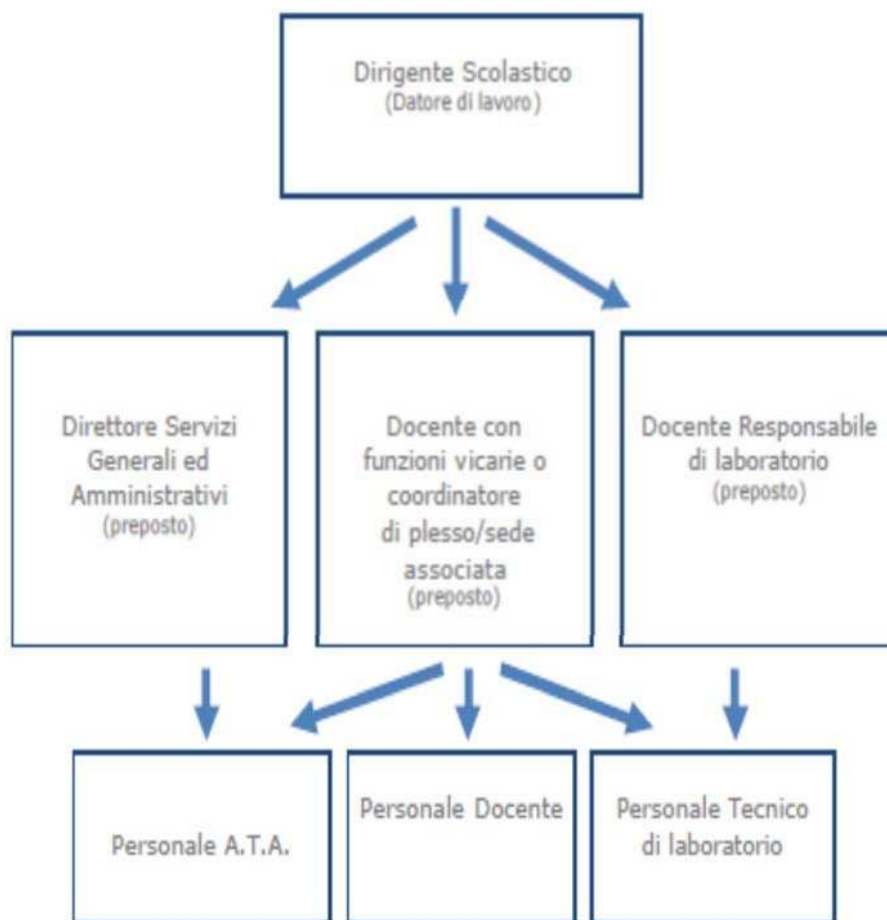 Dirigente Scolastico
(Datore di lavoro)
Direttore Servizi
Generali ed
Amministrativi
(preposto)
Docente con
funzioni vicarie o
coordinatore
di plesso/sede
associata
(preposto)
Docente Responsabile
di laboratorio
(preposto)
Personale A.T.A.
Personale Docente
Personale Tecnico
di laboratorio